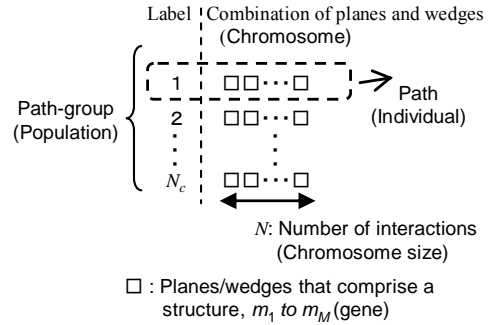 Label Combination of planes and wedges
(Chromosome)
1 □□⋯□
Path
(Individual)
Path-group
(Population)
2 □□⋯□
⋮ ⋮
N_c □□⋯□
N: Number of interactions
(Chromosome size)
□ : Planes/wedges that comprise a
structure, m_1 to m_M (gene)